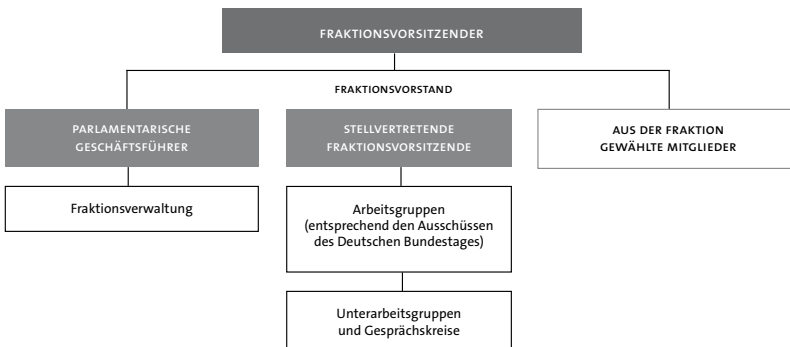 FRAKTIONSVORSITZENDER
FRAKTIONSVORSTAND
PARLAMENTARISCHE
GESCHÄFTSFÜHRER
STELLVERTRETENDE
FRAKTIONSVORSITZENDE
AUS DER FRAKTION
GEWÄHLTE MITGLIEDER
Fraktionsverwaltung
Arbeitsgruppen
(entsprechend den Ausschüssen
des Deutschen Bundestages)
Unterarbeitsgruppen
und Gesprächskreise